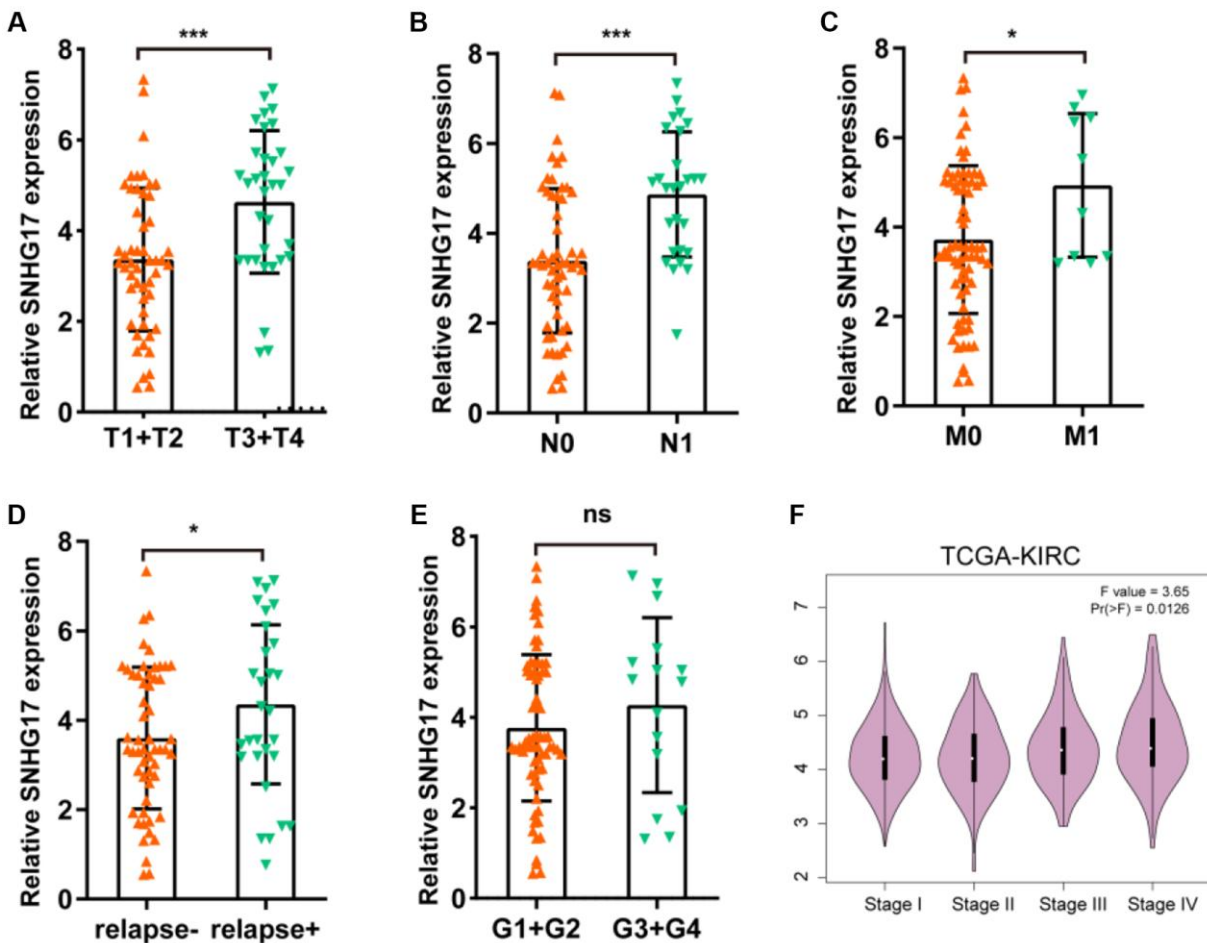 A
***
Relative SNHG17 expression
8
6
4
2
0
T1+T2 T3+T4
B
***
Relative SNHG17 expression
8
6
4
2
0
N0 N1
C
*
Relative SNHG17 expression
8
6
4
2
0
M0 M1
D
*
Relative SNHG17 expression
8
6
4
2
0
relapse- relapse+
E
ns
Relative SNHG17 expression
8
6
4
2
0
G1+G2 G3+G4
F
TCGA-KIRC
F value = 3.65
Pr(>F) = 0.0126
7
6
5
4
3
2
Stage I Stage II Stage III Stage IV